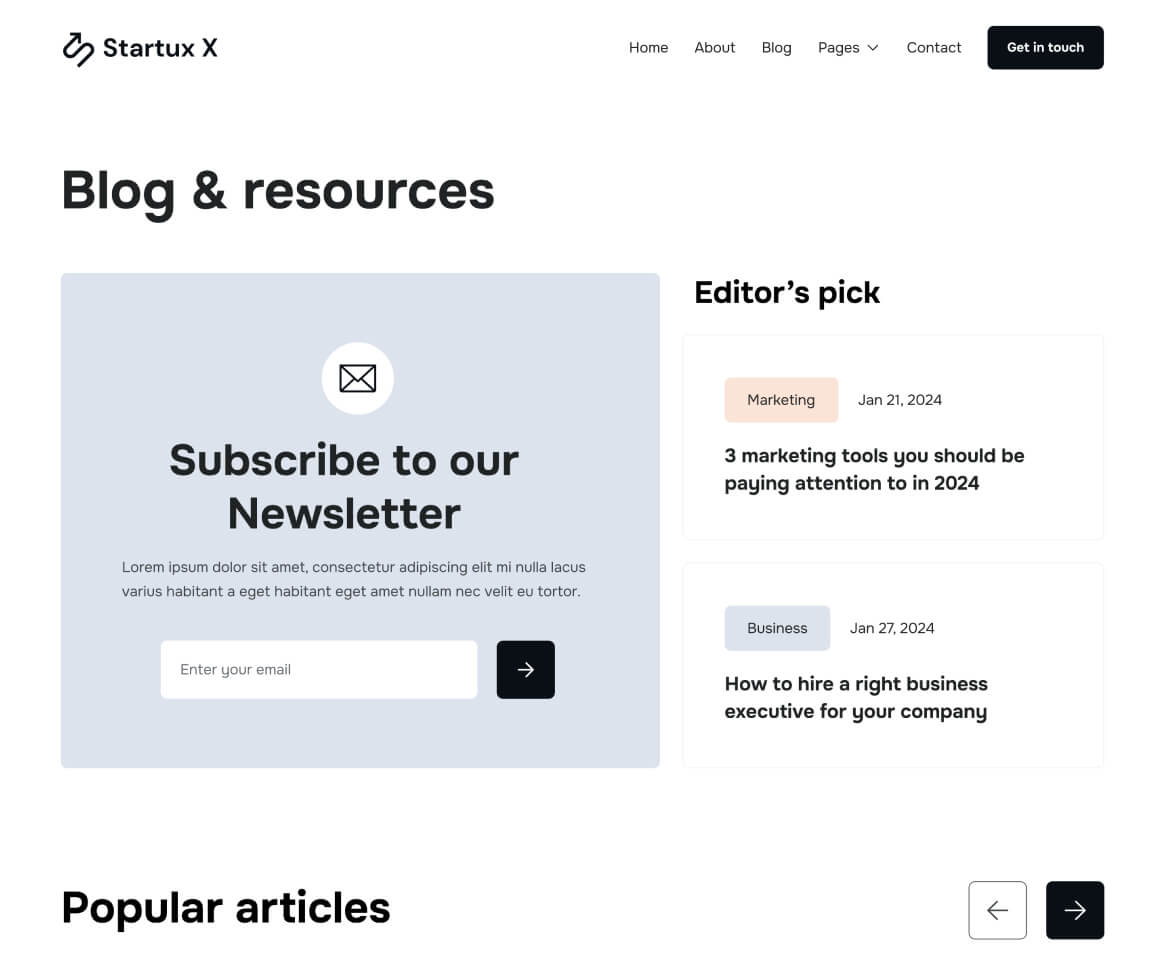 Startux X
Home About Blog Pages Contact Get in touch
Blog & resources
Subscribe to our
Newsletter
Lorem ipsum dolor sit amet, consectetur adipiscing elit mi nulla lacus
varius habitant a eget habitant eget amet nullam nec velit eu tortor.
Enter your email
Editor’s pick
Marketing Jan 21, 2024
3 marketing tools you should be
paying attention to in 2024
Business Jan 27, 2024
How to hire a right business
executive for your company
Popular articles